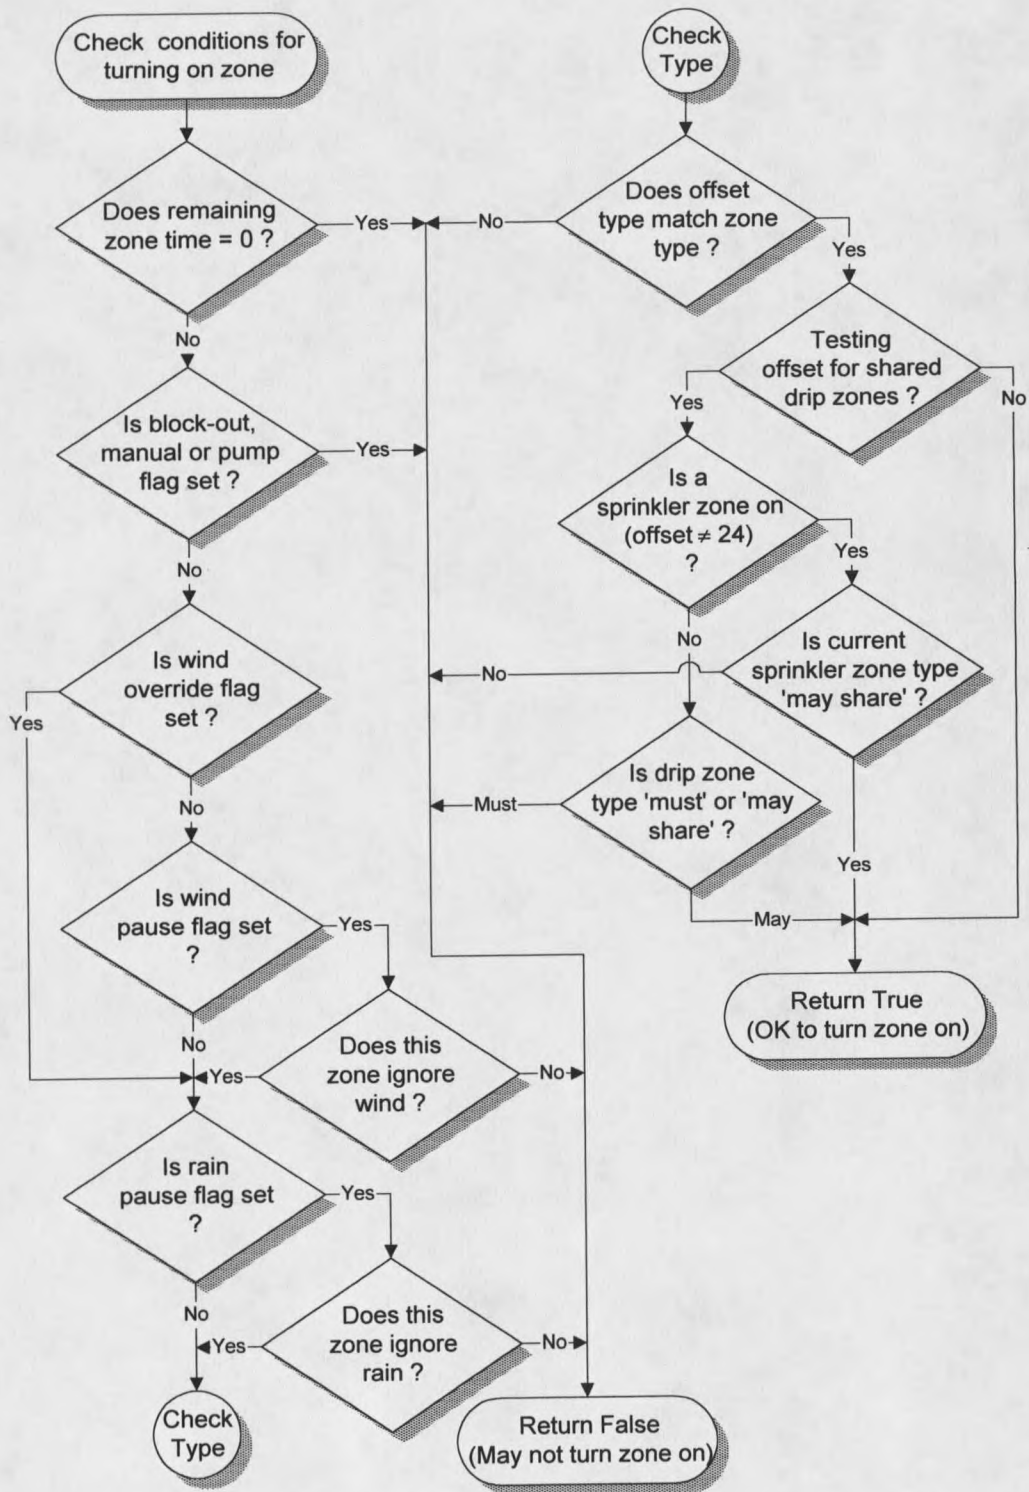 Check conditions for
turning on zone
Does remaining
zone time = 0 ?
Yes
No
Is block-out,
manual or pump
flag set ?
Yes
No
Is wind
override flag
set ?
Yes
No
Is wind
pause flag set
?
Yes
No
Does this
zone ignore
wind ?
Yes
No
Is rain
pause flag set
?
Yes
No
Does this
zone ignore
rain ?
Yes
No
Check
Type
Return False
(May not turn zone on)
Check
Type
Does offset
type match zone
type ?
No
Yes
Testing
offset for shared
drip zones ?
Yes
No
Is a
sprinkler zone on
(offset ≠ 24)
?
Yes
No
Is current
sprinkler zone type
'may share' ?
No
Yes
Is drip zone
type 'must' or 'may
share' ?
Must
May
Return True
(OK to turn zone on)